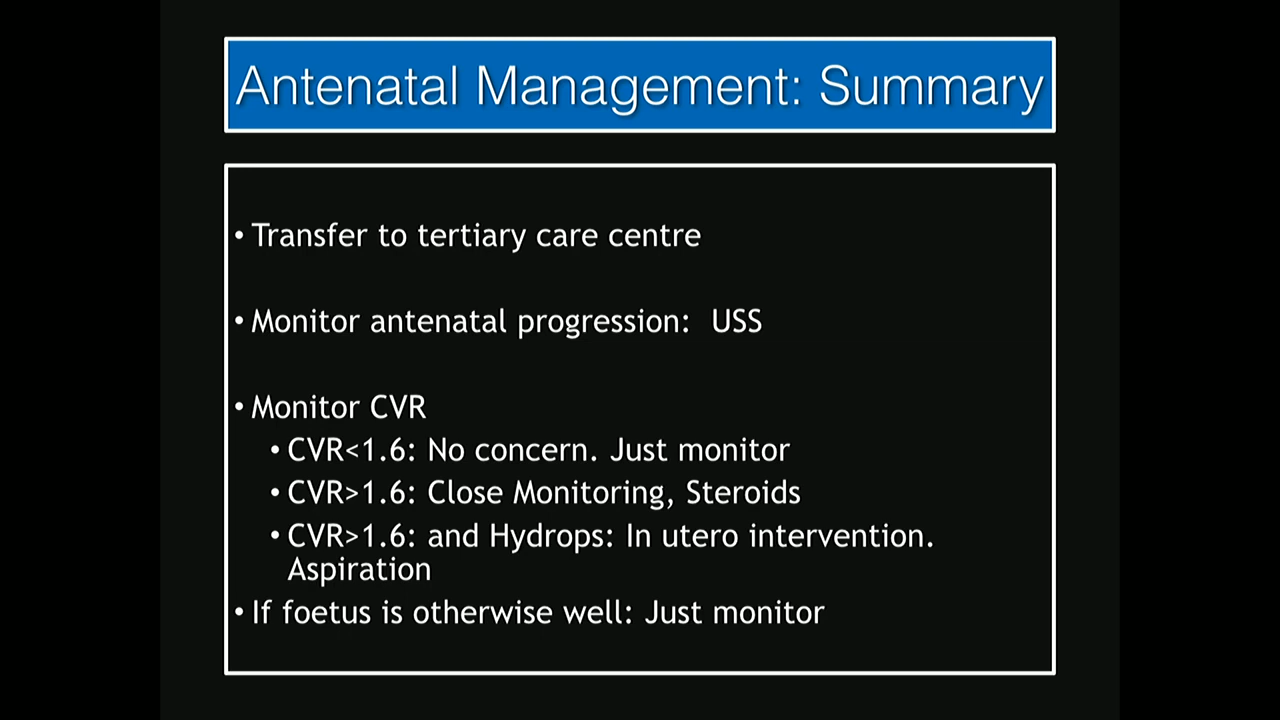 Antenatal Management: Summary
• Transfer to tertiary care centre
• Monitor antenatal progression: USS
• Monitor CVR
• CVR<1.6: No concern. Just monitor
• CVR>1.6: Close Monitoring, Steroids
• CVR>1.6: and Hydrops: In utero intervention.
Aspiration
• If foetus is otherwise well: Just monitor